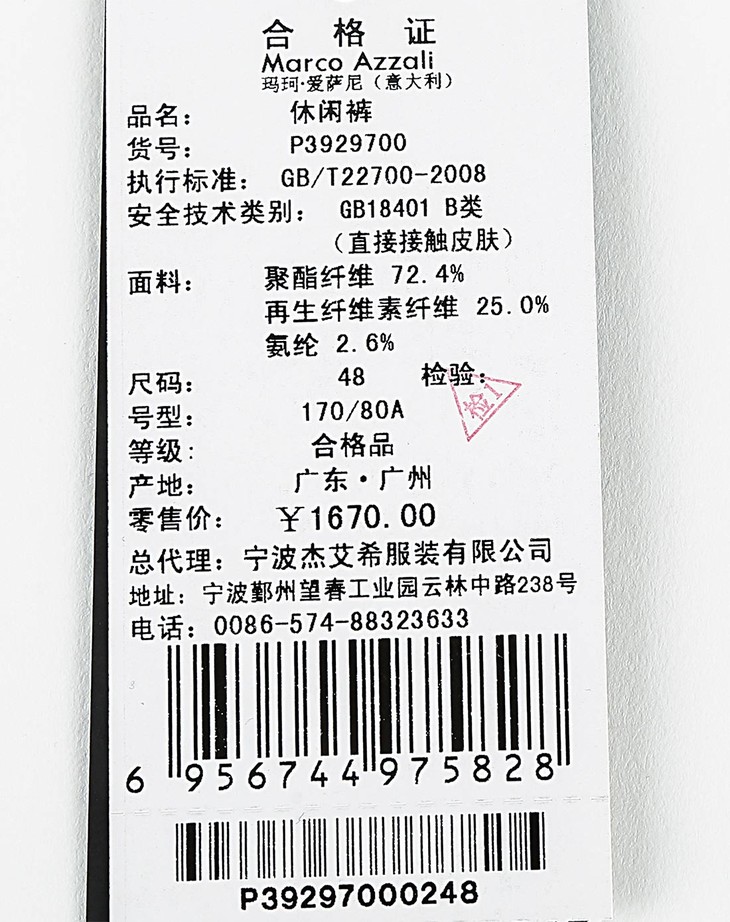 合格证
Marco Azzali
玛珂·爱萨尼（意大利）
品名： 休闲裤
货号： P3929700
执行标准： GB/T22700-2008
安全技术类别： GB18401 B类
（直接接触皮肤）
面料： 聚酯纤维 72.4%
再生纤维素纤维 25.0%
氨纶 2.6%
尺码： 48 检验：
检1
号型： 170/80A
等级： 合格品
产地： 广东·广州
零售价： ￥1670.00
总代理：宁波杰艾希服装有限公司
地址：宁波鄞州望春工业园云林中路238号
电话：0086-574-88323633
6 956744 975828
P39297000248